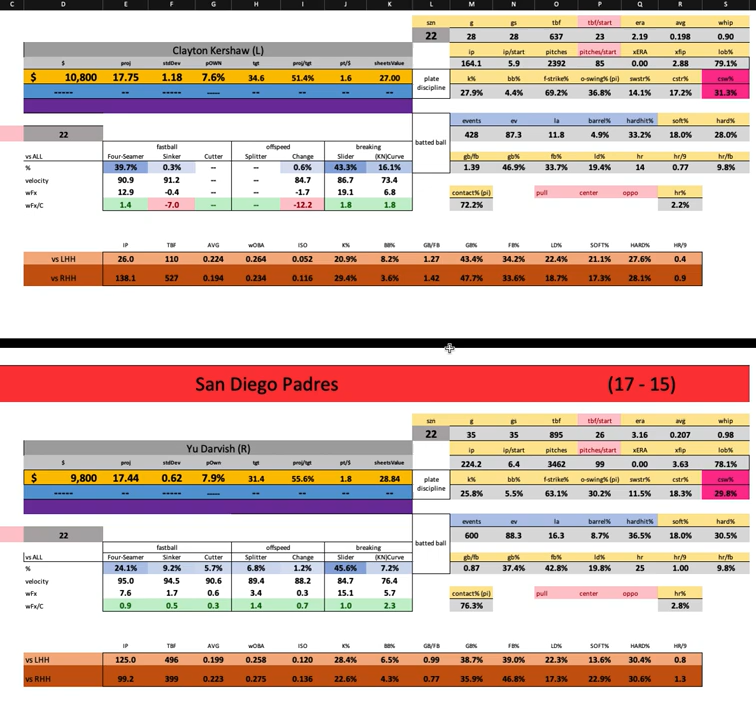 C D E F G H I J K L M N O P Q R S
szn g gs tbf tbf/start era avg whip
22 28 28 637 23 2.19 0.198 0.90
Clayton Kershaw (L) ip ip/start pitches pitches/start xERA xfip lob%
164.1 5.9 2392 85 0.00 2.88 79.1%
$ proj stdDev pOWN tgt proj/tgt pt/$ sheetsValue
$ 10,800 17.75 1.18 7.6% 34.6 51.4% 1.6 27.00
plate discipline k% bb% f-strike% o-swing% (pi) swstr% cstr% csw%
----- -- ----- -- -- -- -- 27.9% 4.4% 69.2% 36.8% 14.1% 17.2% 31.3%
batted ball events ev la barrel% hardhit% soft% hard%
22 428 87.3 11.8 4.9% 33.2% 18.0% 28.0%
fastball offspeed breaking
vs ALL Four-Seamer Sinker Cutter Splitter Change Slider (KN)Curve gb/fb gb% fb% ld% hr hr/9 hr/fb
% 39.7% 0.3% -- -- 0.6% 43.3% 16.1% 1.39 46.9% 33.7% 19.4% 14 0.77 9.8%
velocity 90.9 91.2 -- -- 84.7 86.7 73.4
wFx 12.9 -0.4 -- -- -1.7 19.1 6.8 contact% (pi) pull center oppo hr%
wFx/C 1.4 -7.0 -- -- -12.2 1.8 1.8 72.2% 2.2%
IP TBF AVG wOBA ISO K% BB% GB/FB GB% FB% LD% SOFT% HARD% HR/9
vs LHH 26.0 110 0.224 0.264 0.052 20.9% 8.2% 1.27 43.4% 34.2% 22.4% 21.1% 27.6% 0.4
vs RHH 138.1 527 0.194 0.234 0.116 29.4% 3.6% 1.42 47.7% 33.6% 18.7% 17.3% 28.1% 0.9
San Diego Padres (17 - 15)
szn g gs tbf tbf/start era avg whip
22 35 35 895 26 3.16 0.207 0.98
Yu Darvish (R) ip ip/start pitches pitches/start xERA xfip lob%
224.2 6.4 3462 99 0.00 3.63 78.1%
$ proj stdDev pOwn tgt proj/tgt pt/$ sheetsValue
$ 9,800 17.44 0.62 7.9% 31.4 55.6% 1.8 28.84
plate discipline k% bb% f-strike% o-swing% (pi) swstr% cstr% csw%
----- -- ----- -- -- -- -- 25.8% 5.5% 63.1% 30.2% 11.5% 18.3% 29.8%
batted ball events ev la barrel% hardhit% soft% hard%
22 600 88.3 16.3 8.7% 36.5% 18.0% 30.5%
fastball offspeed breaking
vs ALL Four-Seamer Sinker Cutter Splitter Change Slider (KN)Curve gb/fb gb% fb% ld% hr hr/9 hr/fb
% 24.1% 9.2% 5.7% 6.8% 1.2% 45.6% 7.2% 0.87 37.4% 42.8% 19.8% 25 1.00 9.8%
velocity 95.0 94.5 90.6 89.4 88.2 84.7 76.4
wFx 7.6 1.7 0.6 3.4 0.3 15.1 5.7 contact% (pi) pull center oppo hr%
wFx/C 0.9 0.5 0.3 1.4 0.7 1.0 2.3 76.3% 2.8%
IP TBF AVG wOBA ISO K% BB% GB/FB GB% FB% LD% SOFT% HARD% HR/9
vs LHH 125.0 496 0.199 0.258 0.120 28.4% 6.5% 0.99 38.7% 39.0% 22.3% 13.6% 30.4% 0.8
vs RHH 99.2 399 0.223 0.275 0.136 22.6% 4.3% 0.77 35.9% 46.8% 17.3% 22.9% 30.6% 1.3